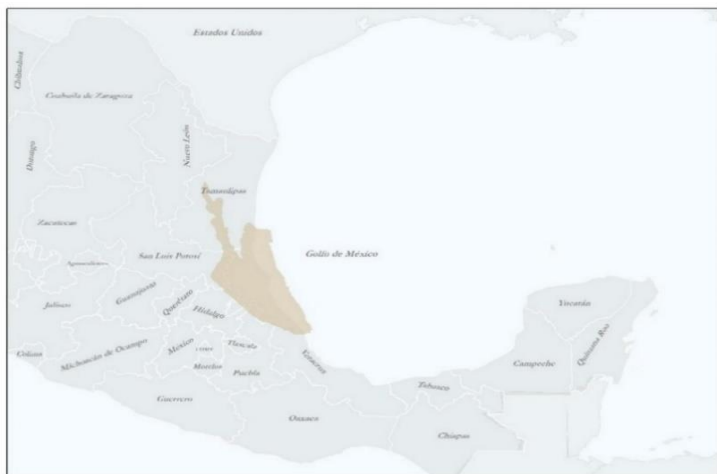 Estados Unidos
Chihuahua
Coahuila de Zaragoza
Nuevo León
Durango
Tamaulipas
Zacatecas
San Luis Potosí
Golfo de México
Aguascalientes
Guanajuato
Querétaro
Hidalgo
Jalisco
Yucatán
Quintana Roo
Colima
Michoacán de Ocampo
México
Tlaxcala
Veracruz
Campeche
Morelos
Puebla
Tabasco
Guerrero
Oaxaca
Chiapas